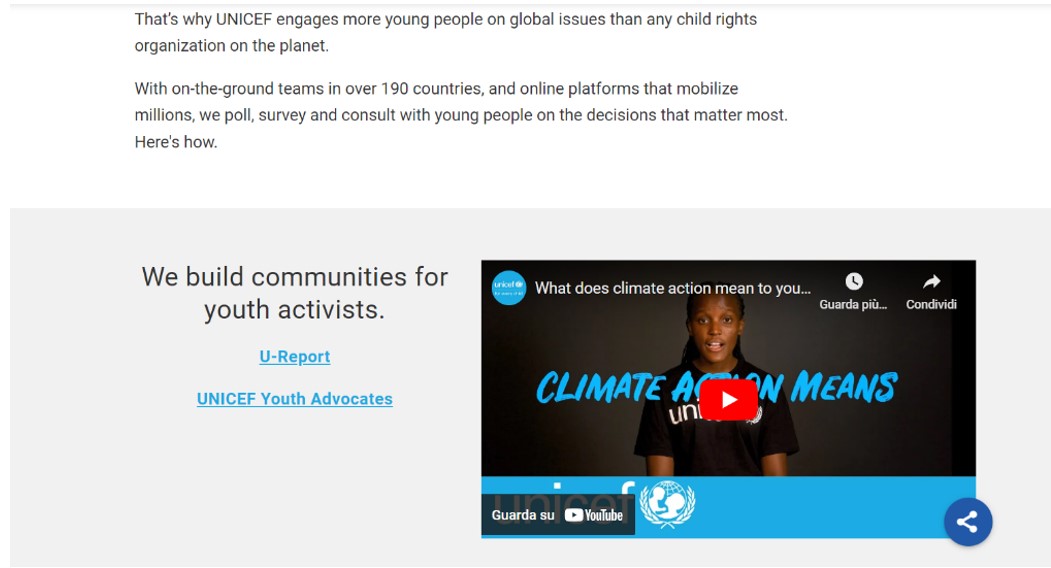 That's why UNICEF engages more young people on global issues than any child rights
organization on the planet.
With on-the-ground teams in over 190 countries, and online platforms that mobilize
millions, we poll, survey and consult with young people on the decisions that matter most.
Here's how.
We build communities for
youth activists.
U-Report
UNICEF Youth Advocates
unicef
What does climate action mean to you...
Guarda più...
Condividi
CLIMATE ACTION MEANS
unicef
unicef
Guarda su YouTube